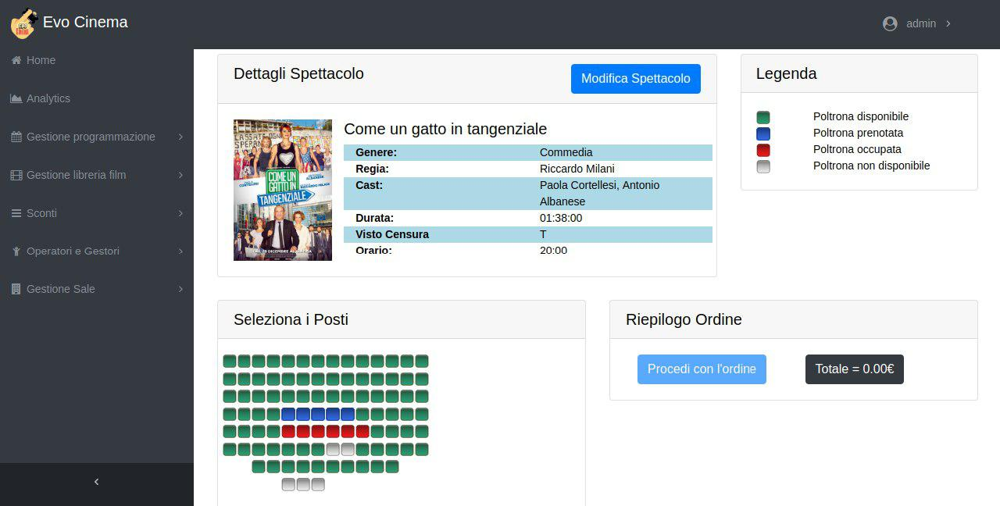 Evo Cinema
admin
Home
Analytics
Gestione programmazione
Gestione libreria film
Sconti
Operatori e Gestori
Gestione Sale
Dettagli Spettacolo
Modifica Spettacolo
COME UN
GATTO IN
TANGENZIALE
Come un gatto in tangenziale
Genere: Commedia
Regia: Riccardo Milani
Cast: Paola Cortellesi, Antonio
Albanese
Durata: 01:38:00
Visto Censura T
Orario: 20:00
Legenda
Poltrona disponibile
Poltrona prenotata
Poltrona occupata
Poltrona non disponibile
Seleziona i Posti
Riepilogo Ordine
Procedi con l'ordine
Totale = 0.00€